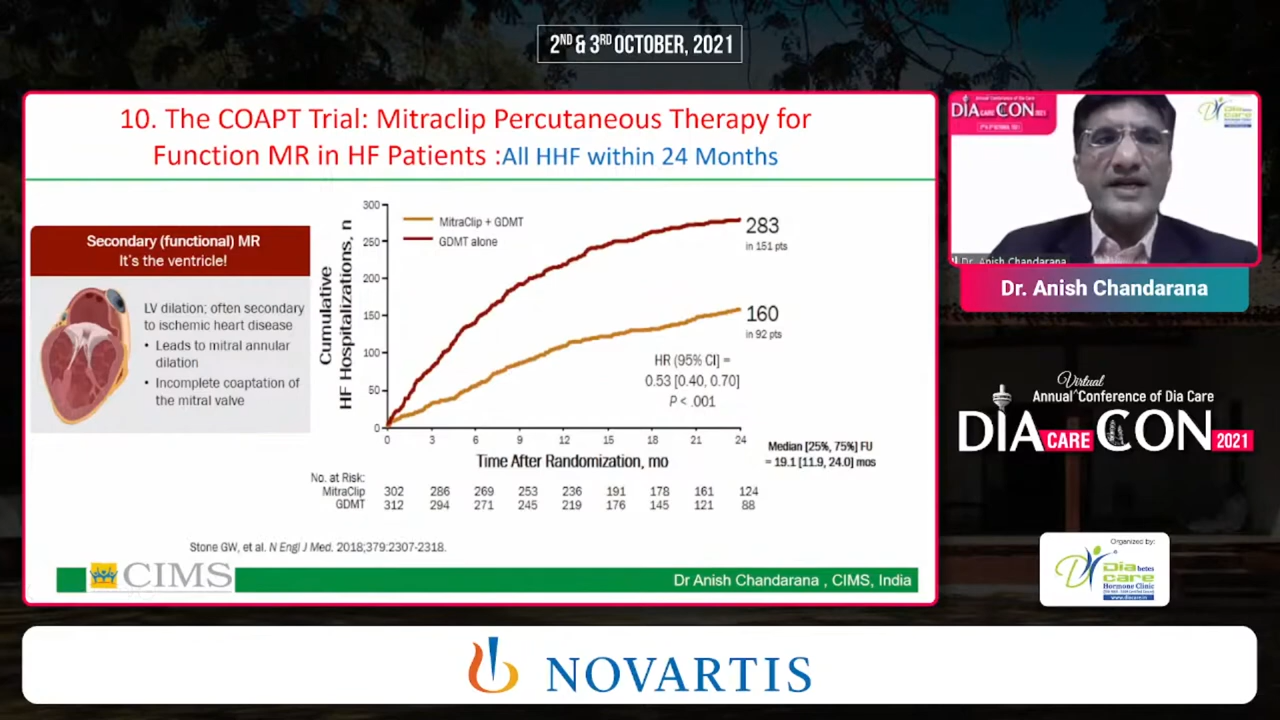 2ND & 3RD OCTOBER, 2021
10. The COAPT Trial: Mitraclip Percutaneous Therapy for
Function MR in HF Patients :All HHF within 24 Months
Secondary (functional) MR
It's the ventricle!
LV dilation; often secondary
to ischemic heart disease
• Leads to mitral annular
dilation
• Incomplete coaptation of
the mitral valve
Cumulative
HF Hospitalizations, n
300
250
200
150
100
50
0
MitraClip + GDMT
GDMT alone
283
in 151 pts
160
in 92 pts
HR (95% CI) =
0.53 [0.40, 0.70]
P < .001
0 3 6 9 12 15 18 21 24
Time After Randomization, mo
Median [25%, 75%] FU
= 19.1 [11.9, 24.0] mos
No. at Risk:
MitraClip 302 286 269 253 236 191 178 161 124
GDMT 312 294 271 245 219 176 145 121 88
Stone GW, et al. N Engl J Med. 2018;379:2307-2318.
CIMS
Dr Anish Chandarana , CIMS, India
DIA CARE CON 2021
Dr. Anish Chandarana
Dr. Anish Chandarana
Virtual
Annual ^Conference of Dia Care
DIA CARE CON 2021
Organized by:
Diabetes
care
Hormone Clinic
NOVARTIS